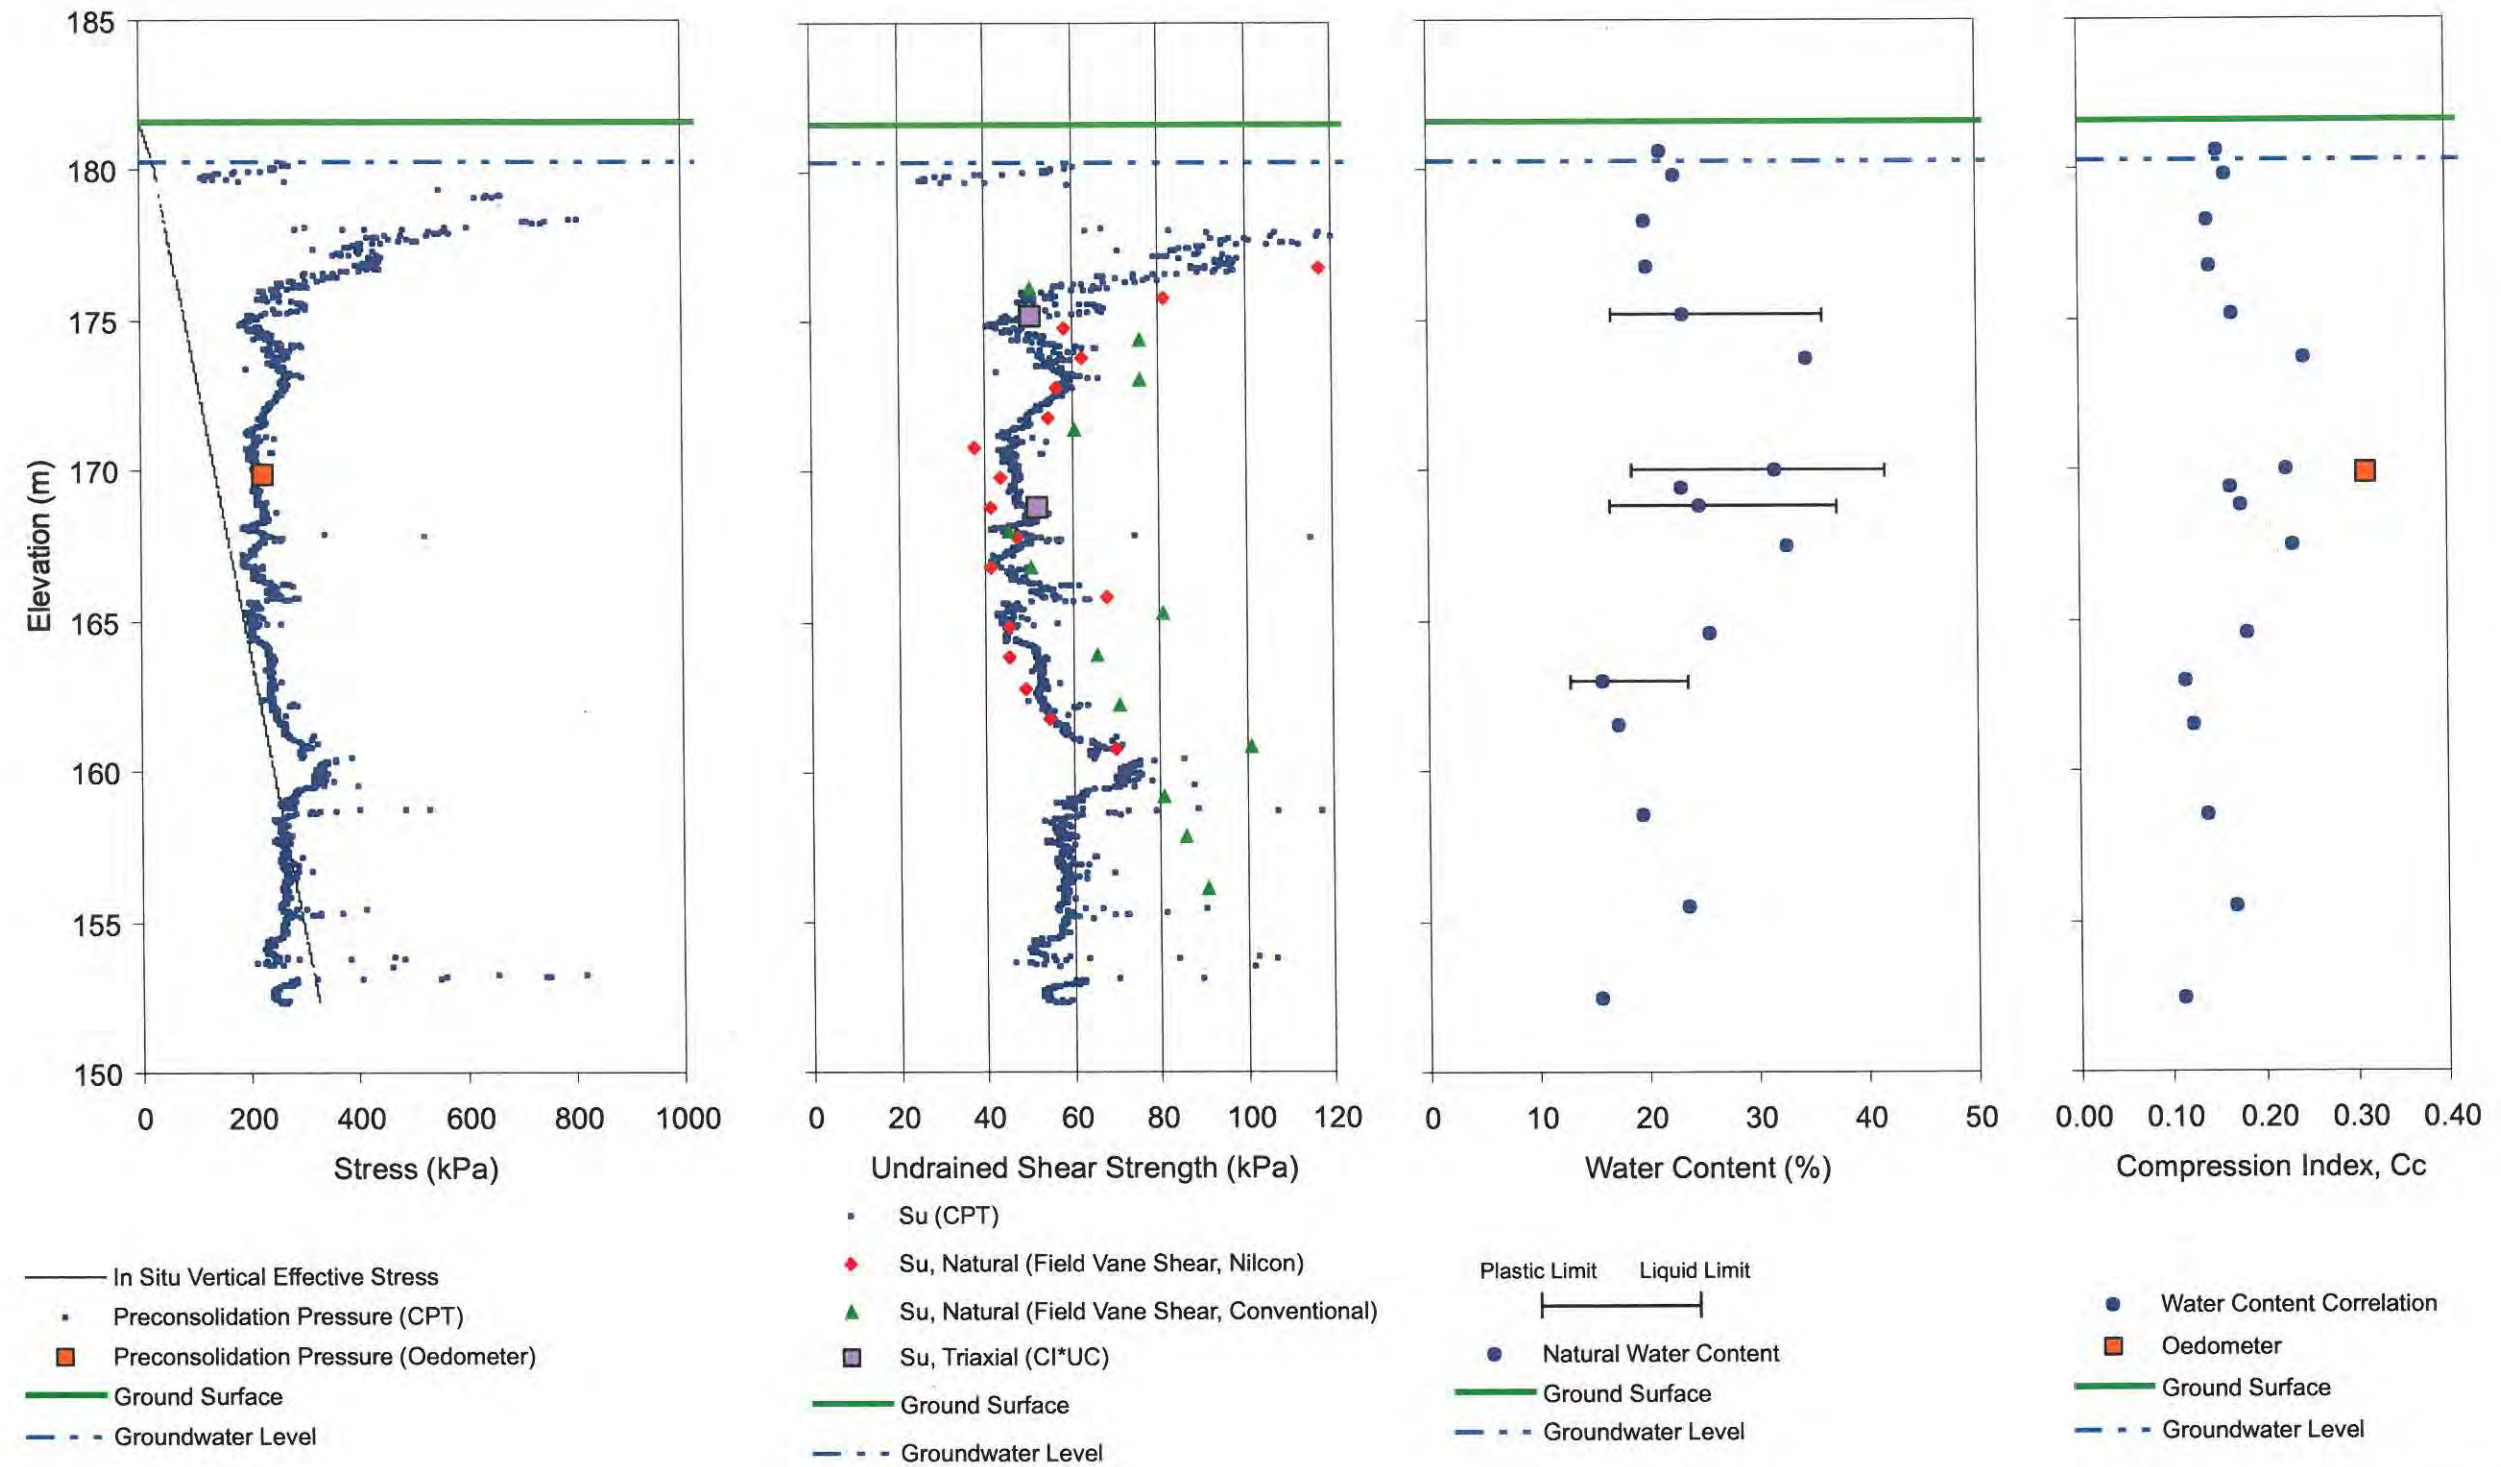 185
180
175
170
165
160
155
150
Elevation (m)
0 200 400 600 800 1000
Stress (kPa)
0 20 40 60 80 100 120
Undrained Shear Strength (kPa)
0 10 20 30 40 50
Water Content (%)
0.00 0.10 0.20 0.30 0.40
Compression Index, Cc
In Situ Vertical Effective Stress
Preconsolidation Pressure (CPT)
Preconsolidation Pressure (Oedometer)
Ground Surface
Groundwater Level
Su (CPT)
Su, Natural (Field Vane Shear, Nilcon)
Su, Natural (Field Vane Shear, Conventional)
Su, Triaxial (CI*UC)
Ground Surface
Groundwater Level
Plastic Limit Liquid Limit
Natural Water Content
Ground Surface
Groundwater Level
Water Content Correlation
Oedometer
Ground Surface
Groundwater Level